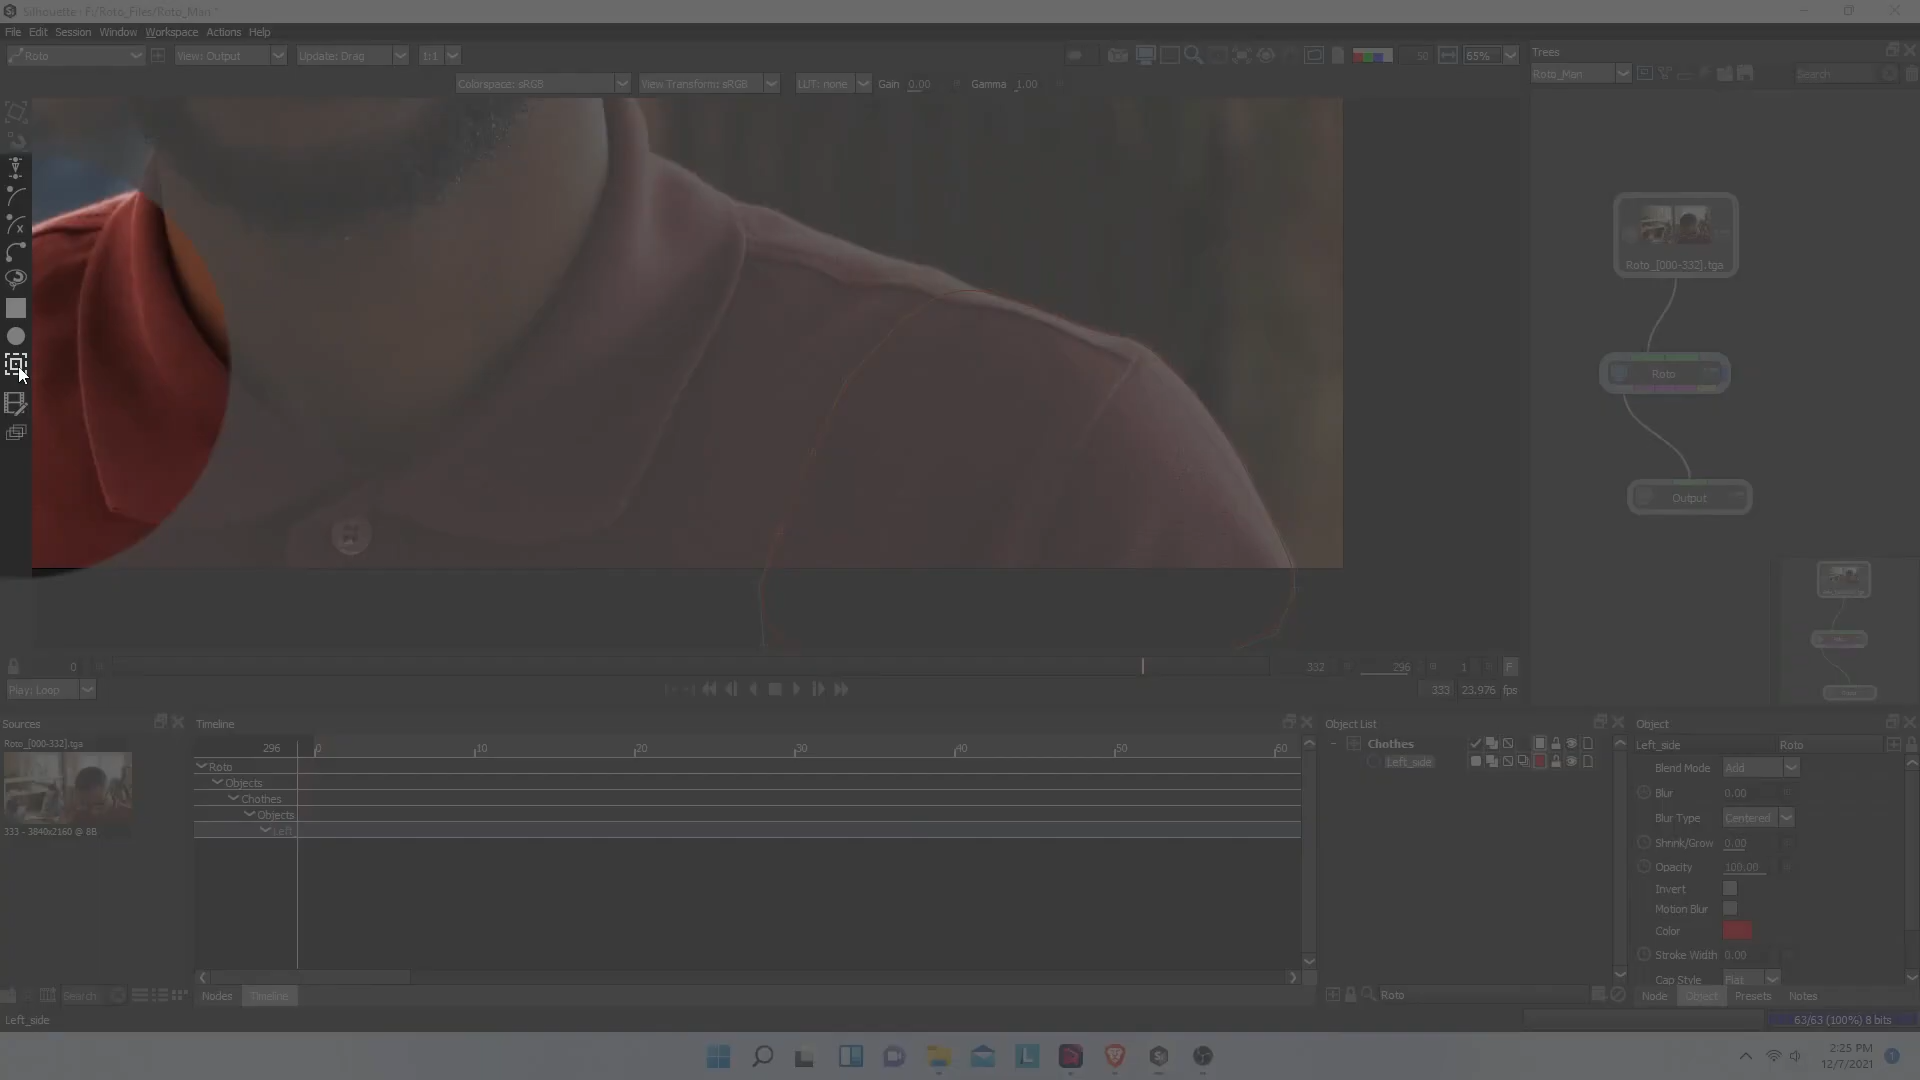 Silhouette - Fi/Roto_Files/Roto_Man *
File Edit Session Window Workspace Actions Help
Roto View: Output Update: Drag 1:1 50 65%
Colorspace: sRGB View Transform: sRGB LUT: none Gain 0.00 Gamma 1.00
Trees
Roto_Man Search
Roto_[000-332].tga
Roto
Output
0 332 296 1 F
Play: Loop 333 23.976 fps
Sources
Roto_[000-332].tga
333 - 3840x2160 @ 8B
Search
Timeline
296 0 10 20 30 40 50 60
Roto
Objects
Chothes
Objects
Left
Nodes Timeline
Object List
Chothes
Left_side
Roto
Object
Left_side Roto
Blend Mode Add
Blur 0.00
Blur Type Centered
Shrink/Grow 0.00
Opacity 100.00
Invert
Motion Blur
Color
Stroke Width 0.00
Cap Style Flat
Node Object Presets Notes
Left_side
63/63 (100%) 8 bits
2:25 PM
12/7/2021
1